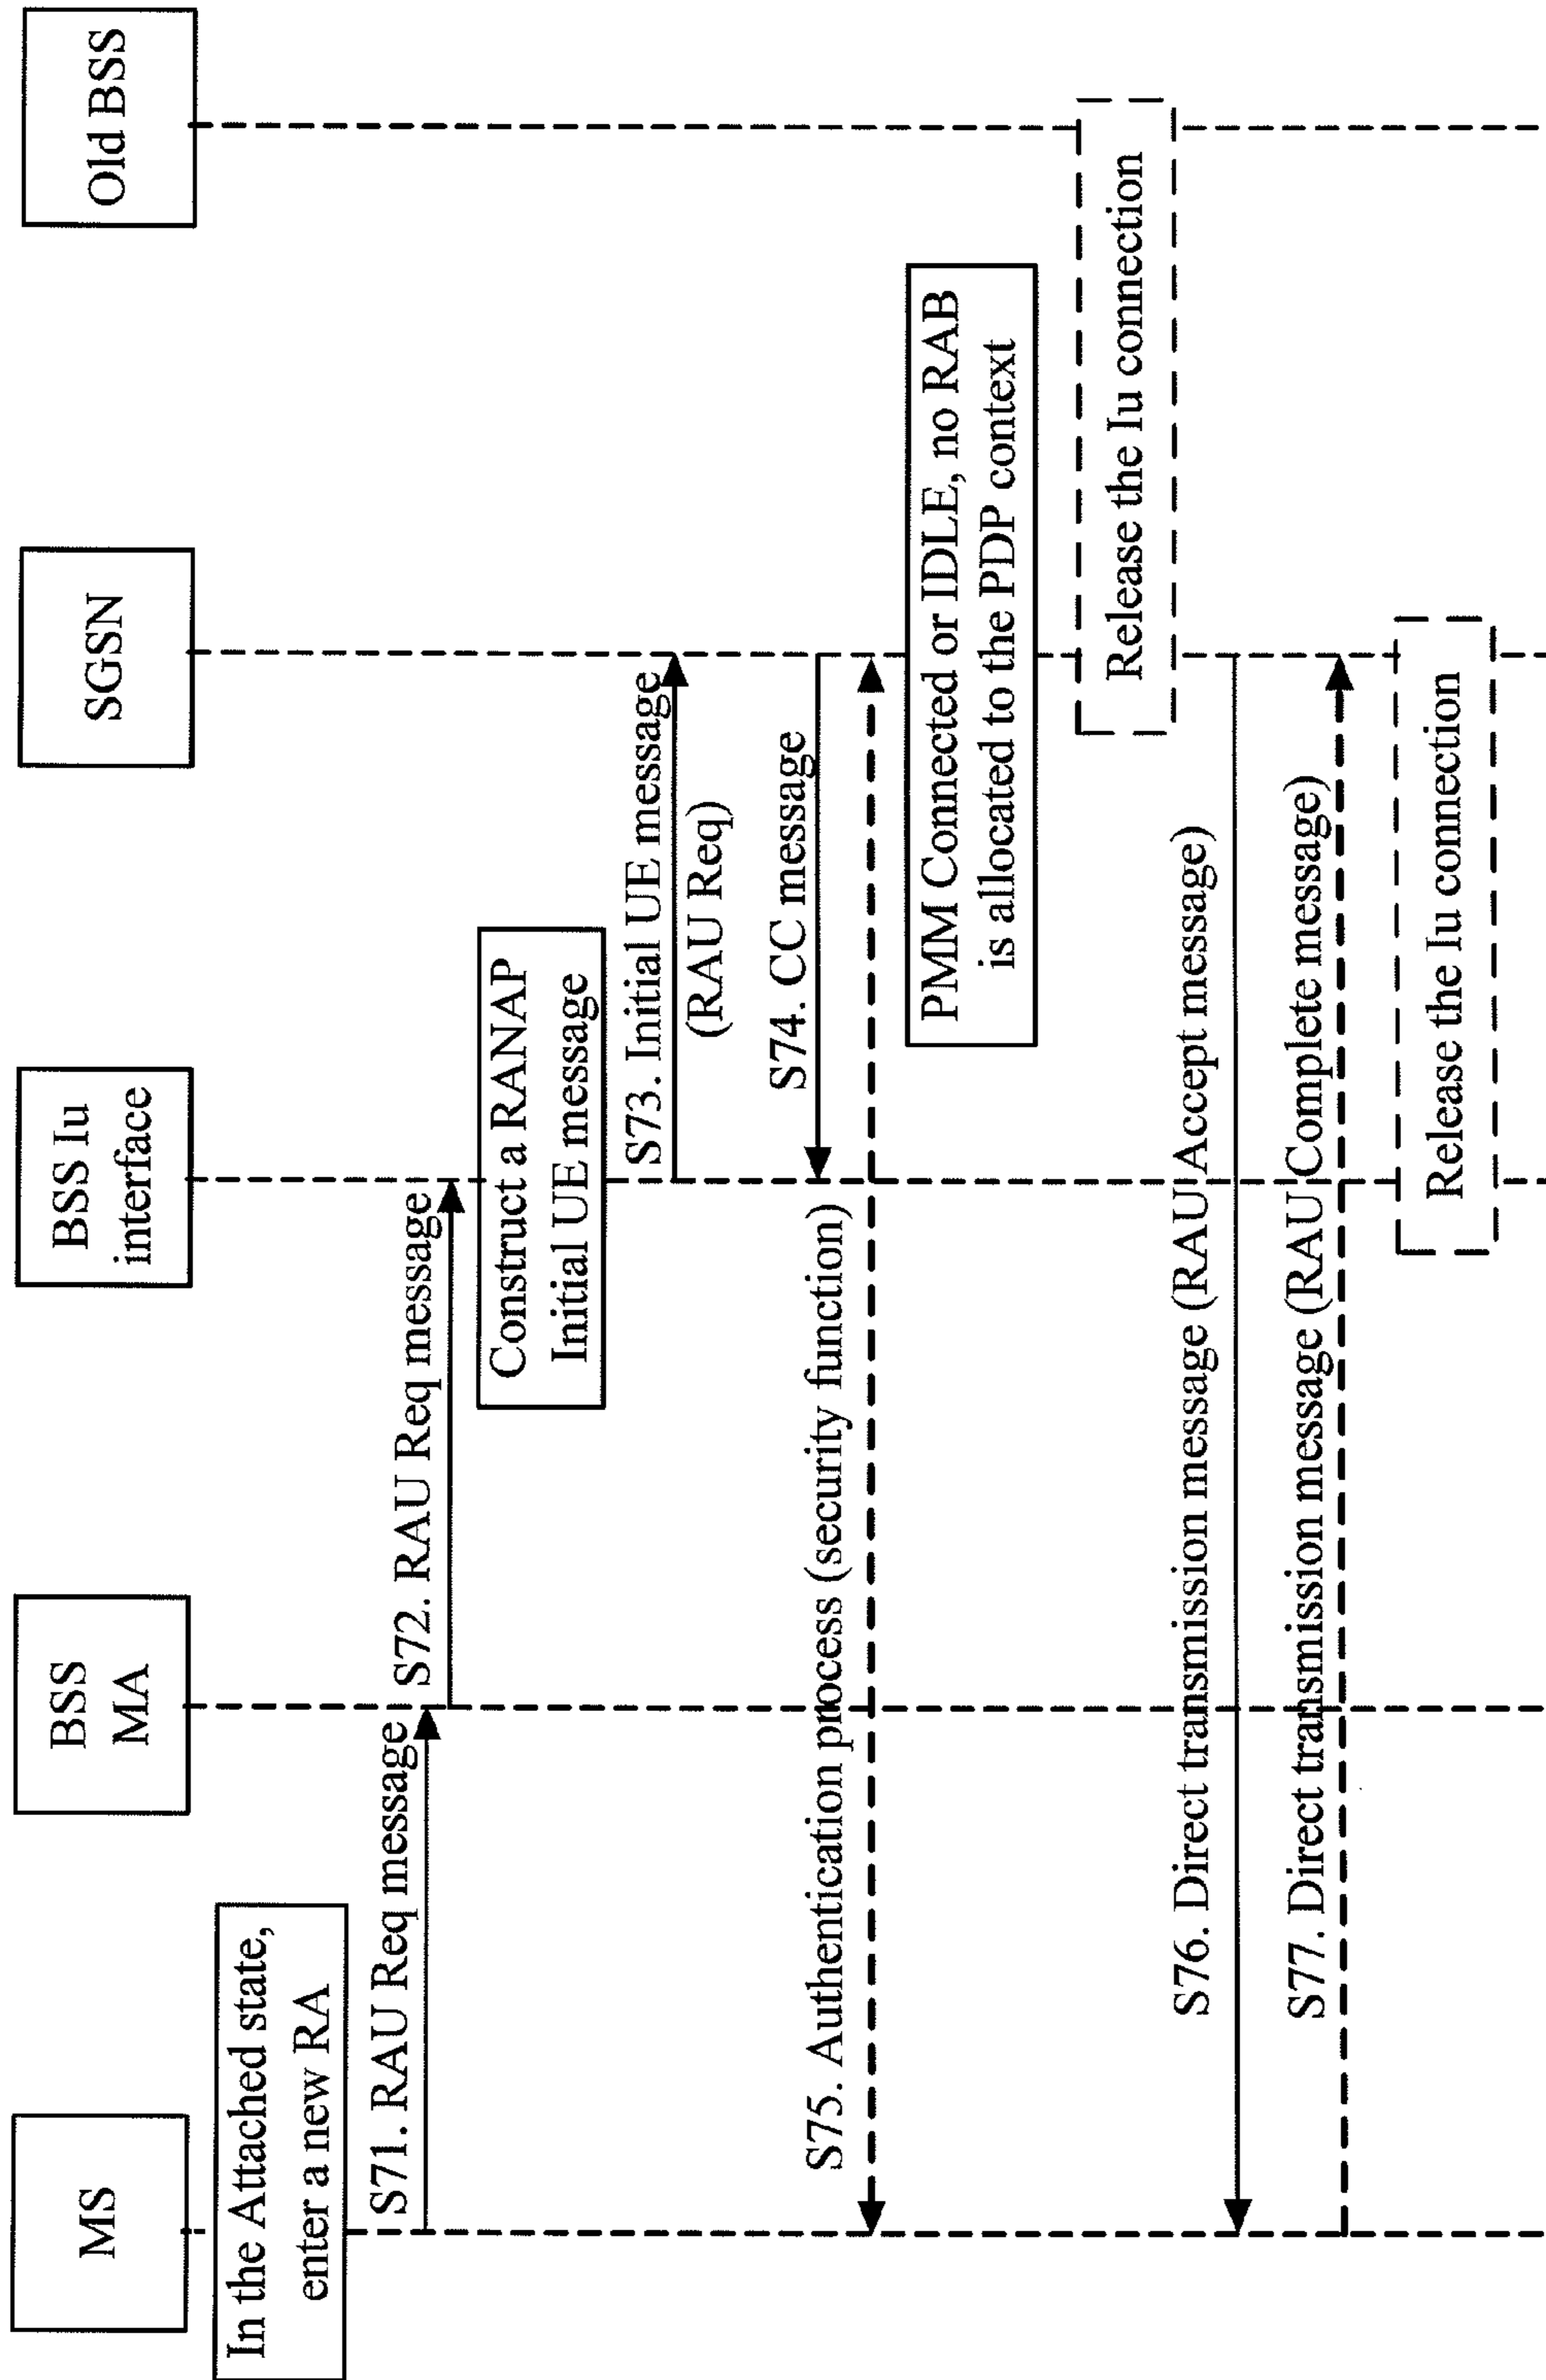 MS
BSS
MA
BSS Iu
interface
SGSN
Old BSS
In the Attached state,
enter a new RA
S71. RAU Req message
S72. RAU Req message
Construct a RANAP
Initial UE message
S73. Initial UE message
(RAU Req)
S74. CC message
S75. Authentication process (security function)
PMM Connected or IDLE, no RAB
is allocated to the PDP context
Release the Iu connection
S76. Direct transmission message (RAU Accept message)
S77. Direct transmission message (RAU Complete message)
Release the Iu connection